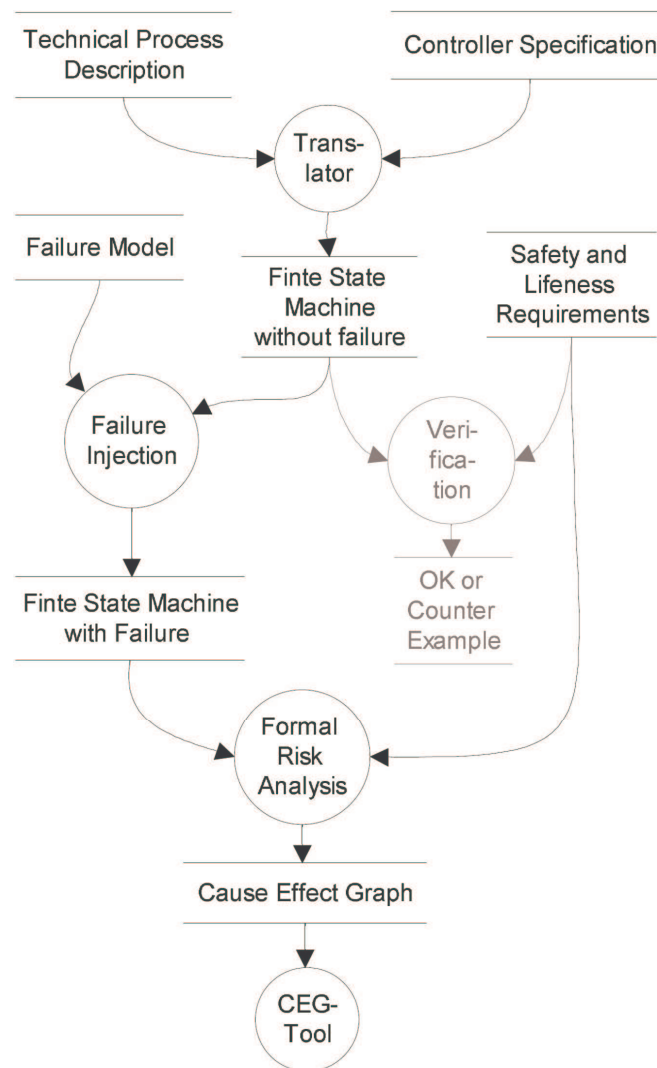 Technical Process
Description
Controller Specification
Trans-
lator
Failure Model
Finte State
Machine
without failure
Safety and
Lifeness
Requirements
Failure
Injection
Veri-
fica-
tion
Finte State Machine
with Failure
OK or
Counter
Example
Formal
Risk
Analysis
Cause Effect Graph
CEG-
Tool